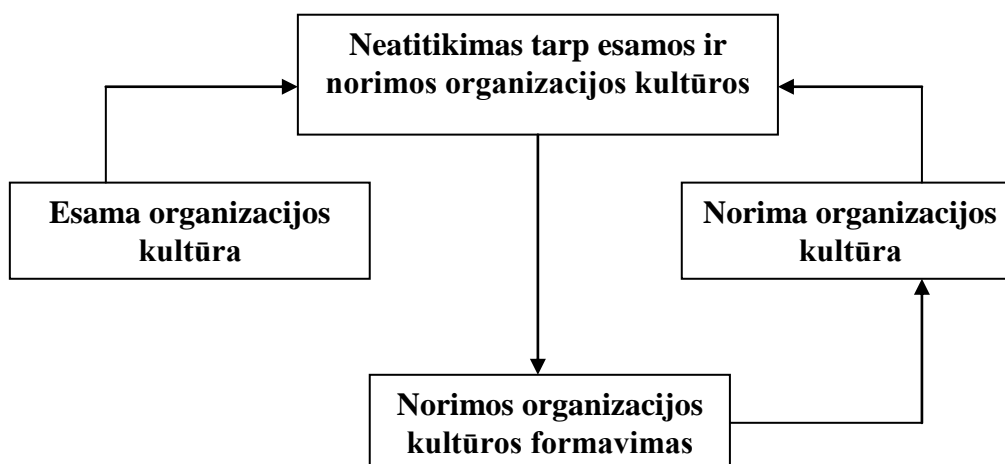 Neatitikimas tarp esamos ir
norimos organizacijos kultūros
Esama organizacijos
kultūra
Norima organizacijos
kultūra
Norimos organizacijos
kultūros formavimas